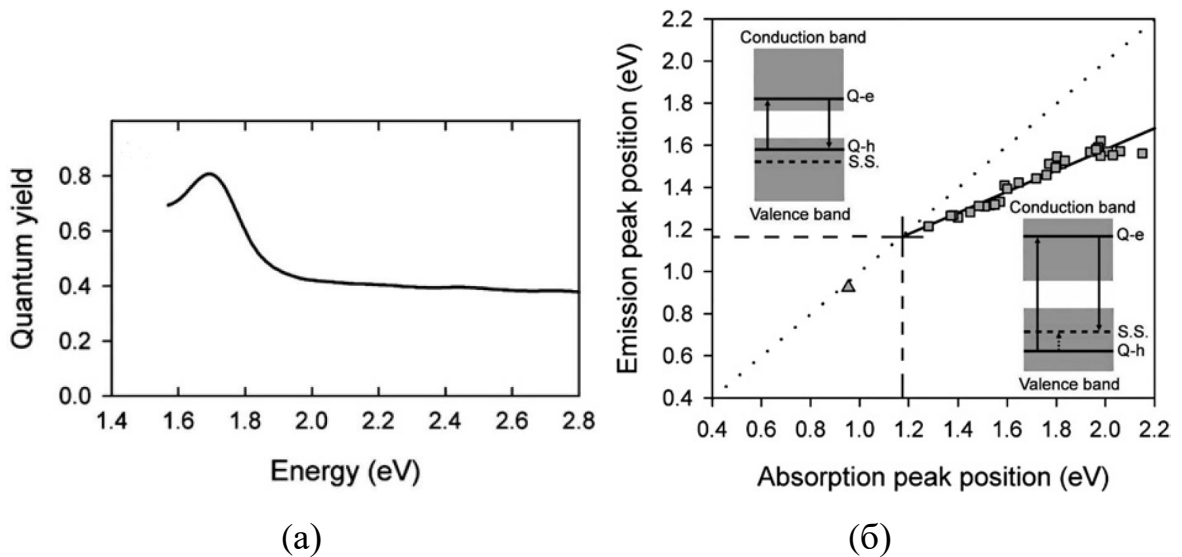 Quantum yield
0.8
0.6
0.4
0.2
0.0
1.4 1.6 1.8 2.0 2.2 2.4 2.6 2.8
Energy (eV)
(а)
Emission peak position (eV)
2.2
2.0
1.8
1.6
1.4
1.2
1.0
0.8
0.6
0.4
0.4 0.6 0.8 1.0 1.2 1.4 1.6 1.8 2.0 2.2
Absorption peak position (eV)
Conduction band
Q-e
Q-h
S.S.
Valence band
Conduction band
Q-e
S.S.
Q-h
Valence band
(б)